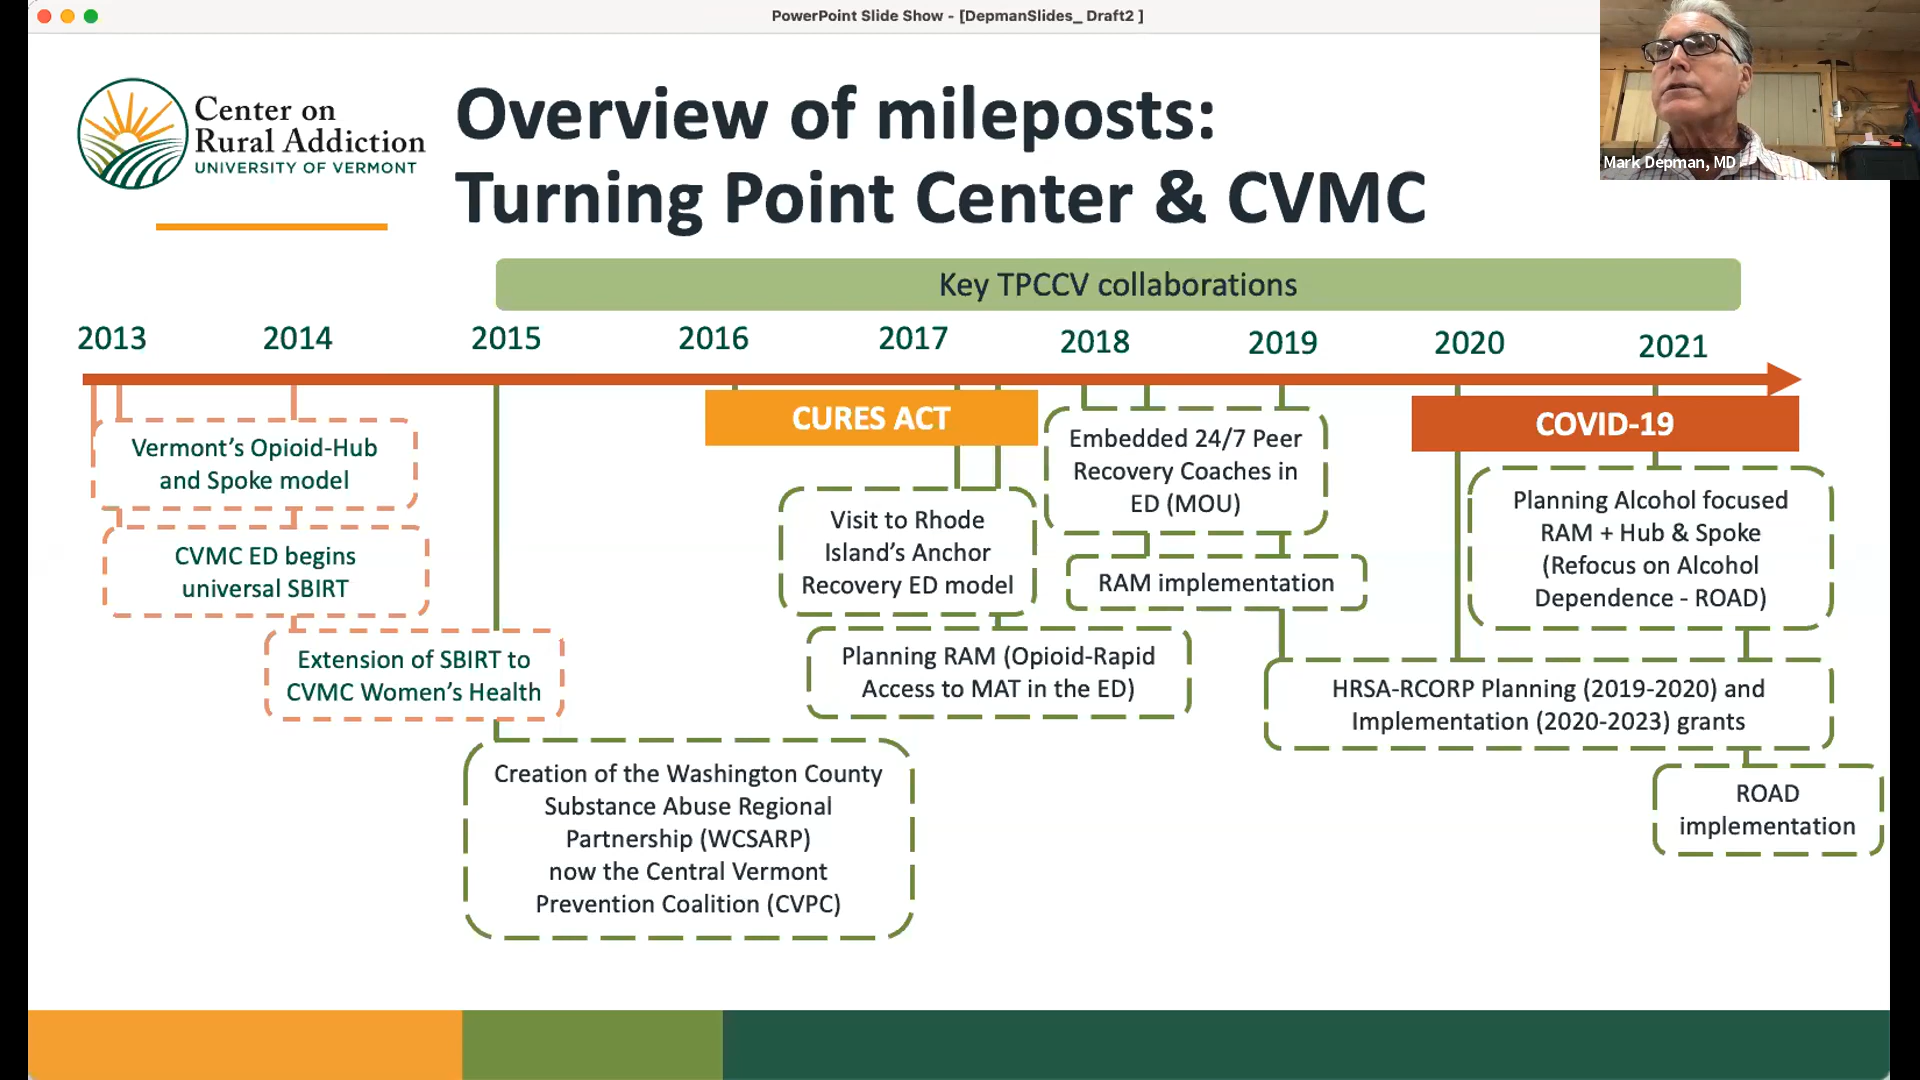 PowerPoint Slide Show - [DepmanSlides_ Draft2 ]
Mark Depman, MD
Center on
Rural Addiction
UNIVERSITY OF VERMONT
Overview of mileposts:
Turning Point Center & CVMC
Key TPCCV collaborations
2013
2014
2015
2016
2017
2018
2019
2020
2021
CURES ACT
COVID-19
Vermont’s Opioid-Hub
and Spoke model
CVMC ED begins
universal SBIRT
Extension of SBIRT to
CVMC Women’s Health
Creation of the Washington County
Substance Abuse Regional
Partnership (WCSARP)
now the Central Vermont
Prevention Coalition (CVPC)
Visit to Rhode
Island’s Anchor
Recovery ED model
Planning RAM (Opioid-Rapid
Access to MAT in the ED)
Embedded 24/7 Peer
Recovery Coaches in
ED (MOU)
RAM implementation
Planning Alcohol focused
RAM + Hub & Spoke
(Refocus on Alcohol
Dependence - ROAD)
HRSA-RCORP Planning (2019-2020) and
Implementation (2020-2023) grants
ROAD
implementation